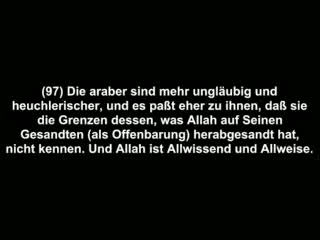 (97) Die araber sind mehr ungläubig und
heuchlerischer, und es paßt eher zu ihnen, daß sie
die Grenzen dessen, was Allah auf Seinen
Gesandten (als Offenbarung) herabgesandt hat,
nicht kennen. Und Allah ist Allwissend und Allweise.